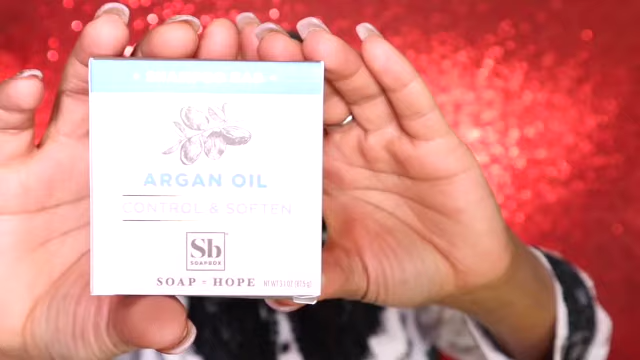 ARGAN OIL
CONTROL & SOFTEN
Sb
SOAPBOX
SOAP = HOPE